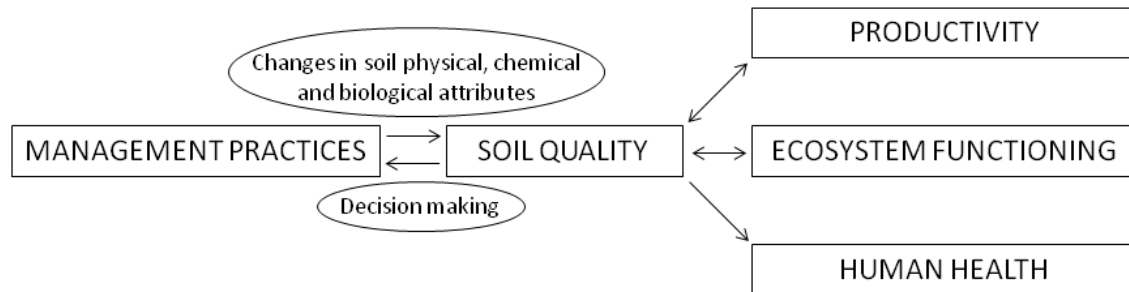 PRODUCTIVITY
Changes in soil physical, chemical
and biological attributes
MANAGEMENT PRACTICES
SOIL QUALITY
ECOSYSTEM FUNCTIONING
Decision making
HUMAN HEALTH